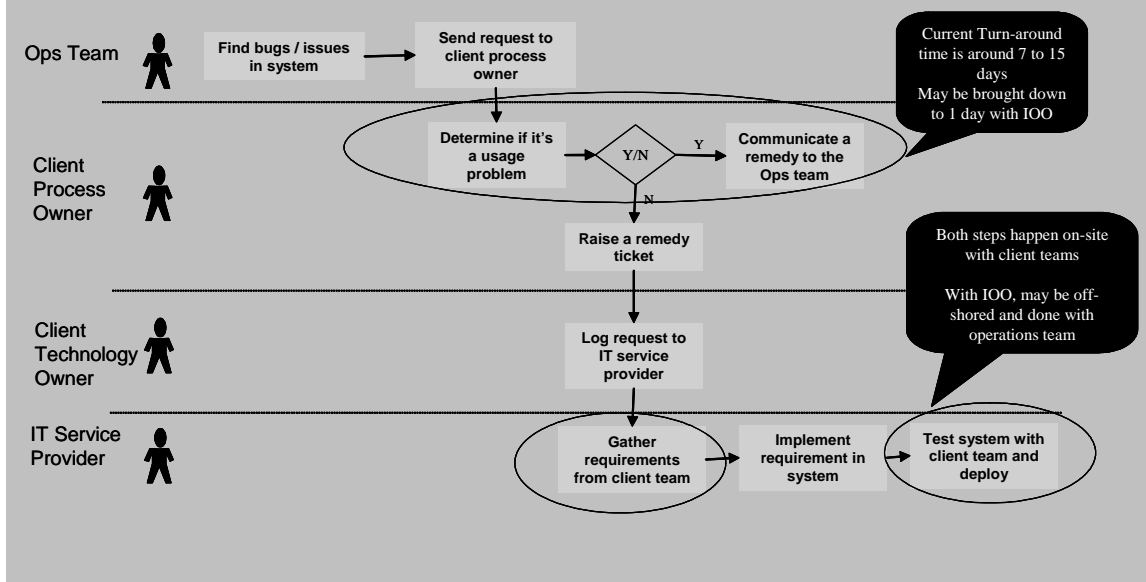 Ops Team
Find bugs / issues
in system
Send request to
client process
owner
Current Turn-around
time is around 7 to 15
days
May be brought down
to 1 day with IOO
Client
Process
Owner
Determine if it's
a usage
problem
Y/N
Y
Communicate a
remedy to the
Ops team
N
Raise a remedy
ticket
Both steps happen on-site
with client teams
With IOO, may be off-
shored and done with
operations team
Client
Technology
Owner
Log request to
IT service
provider
IT Service
Provider
Gather
requirements
from client team
Implement
requirement in
system
Test system with
client team and
deploy